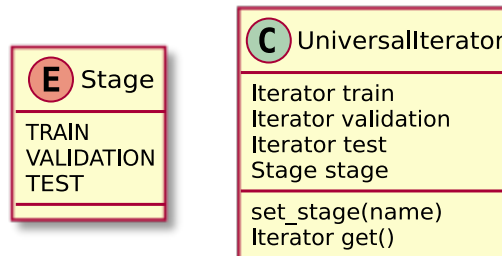 E Stage
TRAIN
VALIDATION
TEST
C UniversalIterator
Iterator train
Iterator validation
Iterator test
Stage stage
set_stage(name)
Iterator get()